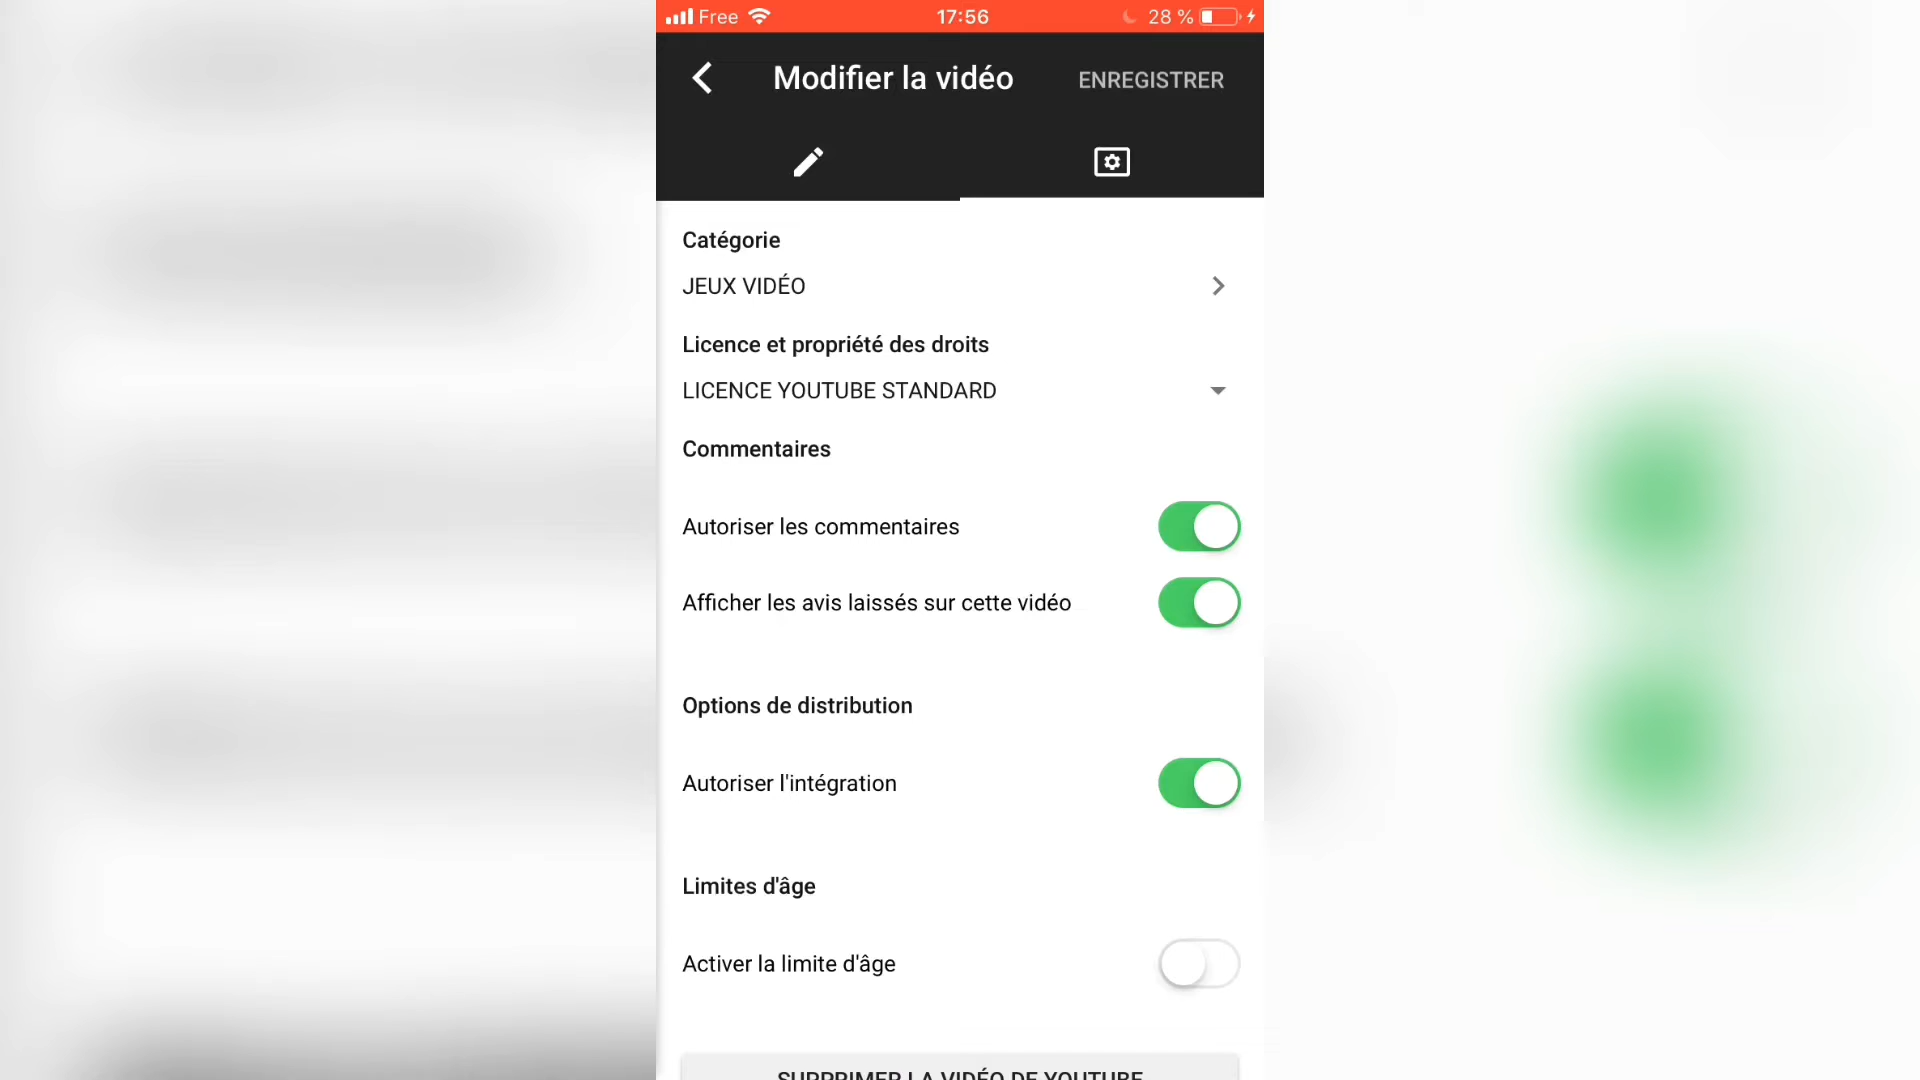 Free 17:56 28 %
Modifier la vidéo ENREGISTRER
Catégorie
JEUX VIDÉO
Licence et propriété des droits
LICENCE YOUTUBE STANDARD
Commentaires
Autoriser les commentaires
Afficher les avis laissés sur cette vidéo
Options de distribution
Autoriser l'intégration
Limites d'âge
Activer la limite d'âge
SUPPRIMER LA VIDÉO DE YOUTUBE